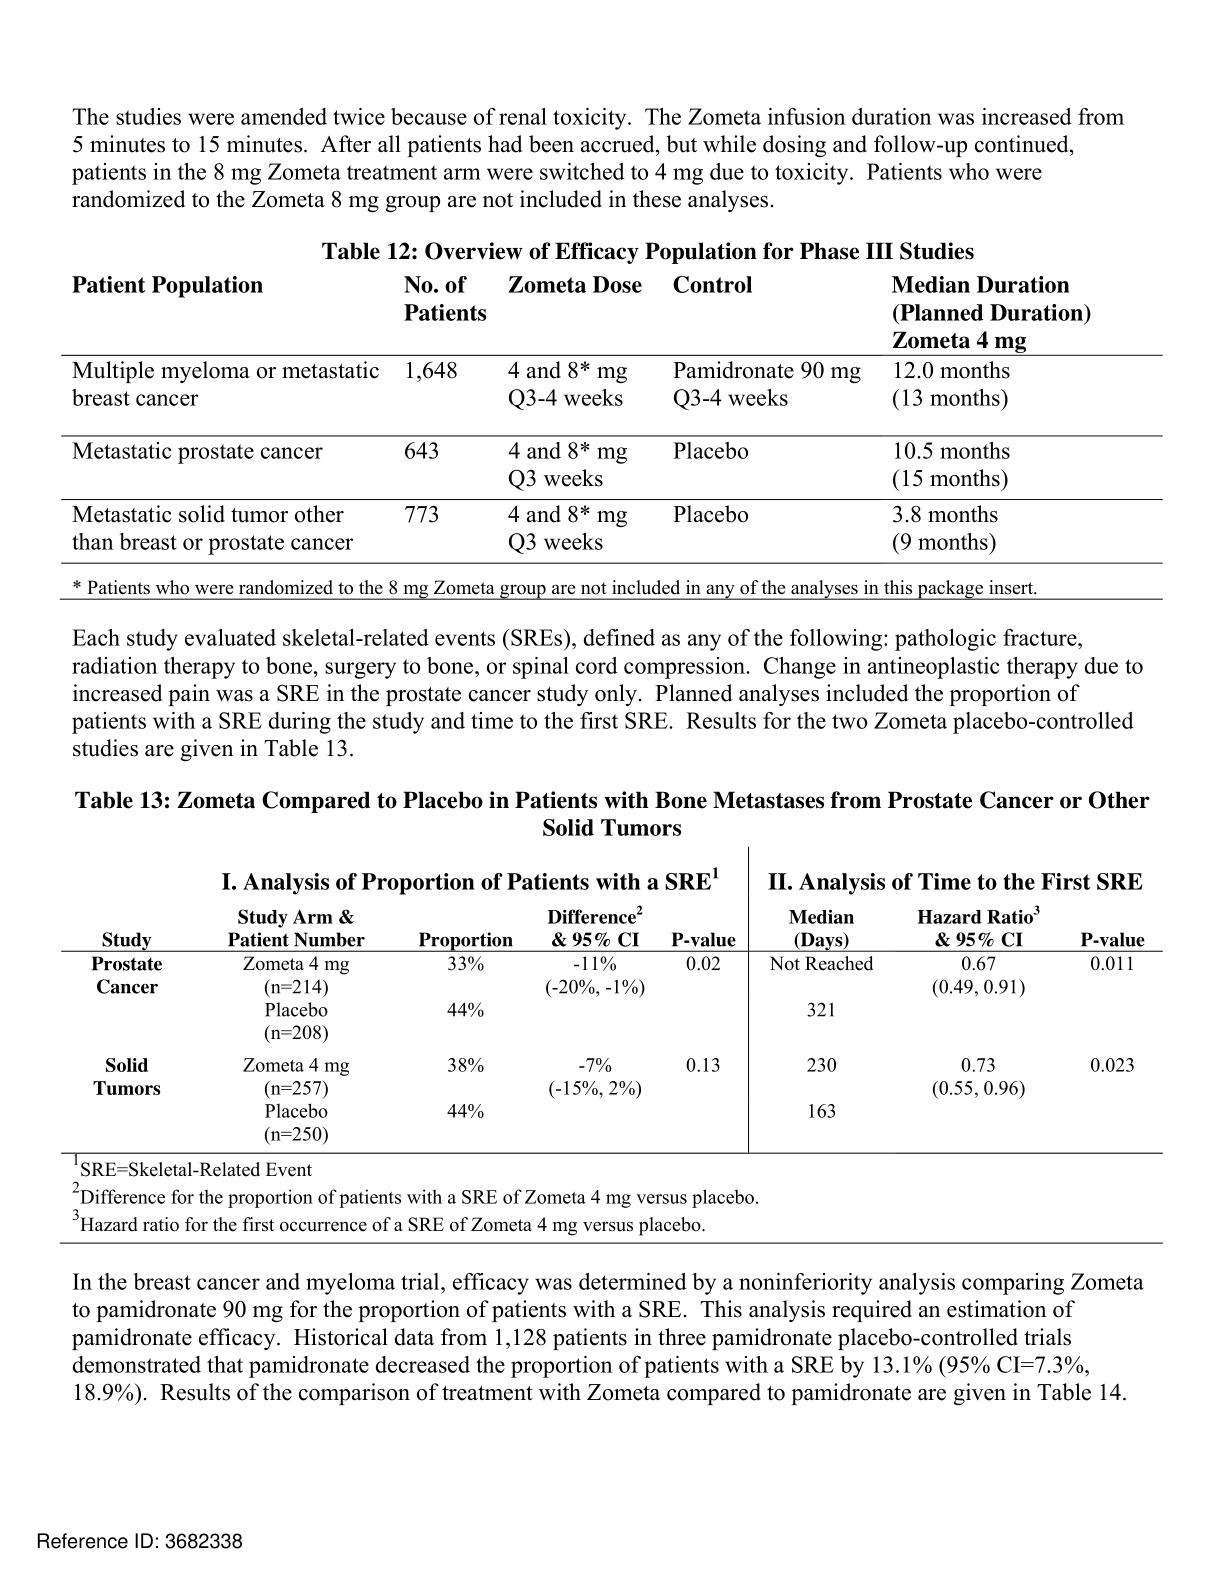 The studies were amended twice because of renal toxicity.  The Zometa infusion duration was increased from
5 minutes to 15 minutes.  After all patients had been accrued, but while dosing and follow-up continued,
patients in the 8 mg Zometa treatment arm were switched to 4 mg due to toxicity.  Patients who were
randomized to the Zometa 8 mg group are not included in these analyses.
Table 12: Overview of Efficacy Population for Phase III Studies
Patient Population No. of Zometa Dose Control Median Duration
Patients (Planned Duration)
Zometa 4 mg
Multiple myeloma or metastatic 1,648 4 and 8* mg Pamidronate 90 mg 12.0 months
breast cancer Q3-4 weeks Q3-4 weeks (13 months)
Metastatic prostate cancer 643 4 and 8* mg Placebo 10.5 months
Q3 weeks (15 months)
Metastatic solid tumor other 773 4 and 8* mg Placebo 3.8 months
than breast or prostate cancer Q3 weeks (9 months)
* Patients who were randomized to the 8 mg Zometa group are not included in any of the analyses in this package insert.
Each study evaluated skeletal-related events (SREs), defined as any of the following: pathologic fracture,
radiation therapy to bone, surgery to bone, or spinal cord compression.  Change in antineoplastic therapy due to
increased pain was a SRE in the prostate cancer study only.  Planned analyses included the proportion of
patients with a SRE during the study and time to the first SRE.  Results for the two Zometa placebo-controlled
studies are given in Table 13.
Table 13: Zometa Compared to Placebo in Patients with Bone Metastases from Prostate Cancer or Other
Solid Tumors
I. Analysis of Proportion of Patients with a SRE1 II. Analysis of Time to the First SRE
Study Arm & Difference2 Median Hazard Ratio3
Study Patient Number Proportion & 95% CI P-value (Days) & 95% CI P-value
Prostate Zometa 4 mg 33% -11% 0.02 Not Reached 0.67 0.011
Cancer (n=214) (-20%, -1%) (0.49, 0.91)
Placebo 44% 321
(n=208)
Solid Zometa 4 mg 38% -7% 0.13 230 0.73 0.023
Tumors (n=257) (-15%, 2%) (0.55, 0.96)
Placebo 44% 163
(n=250)
1SRE=Skeletal-Related Event
2Difference for the proportion of patients with a SRE of Zometa 4 mg versus placebo.
3Hazard ratio for the first occurrence of a SRE of Zometa 4 mg versus placebo.
In the breast cancer and myeloma trial, efficacy was determined by a noninferiority analysis comparing Zometa
to pamidronate 90 mg for the proportion of patients with a SRE.  This analysis required an estimation of
pamidronate efficacy.  Historical data from 1,128 patients in three pamidronate placebo-controlled trials
demonstrated that pamidronate decreased the proportion of patients with a SRE by 13.1% (95% CI=7.3%,
18.9%).  Results of the comparison of treatment with Zometa compared to pamidronate are given in Table 14.
Reference ID: 3682338